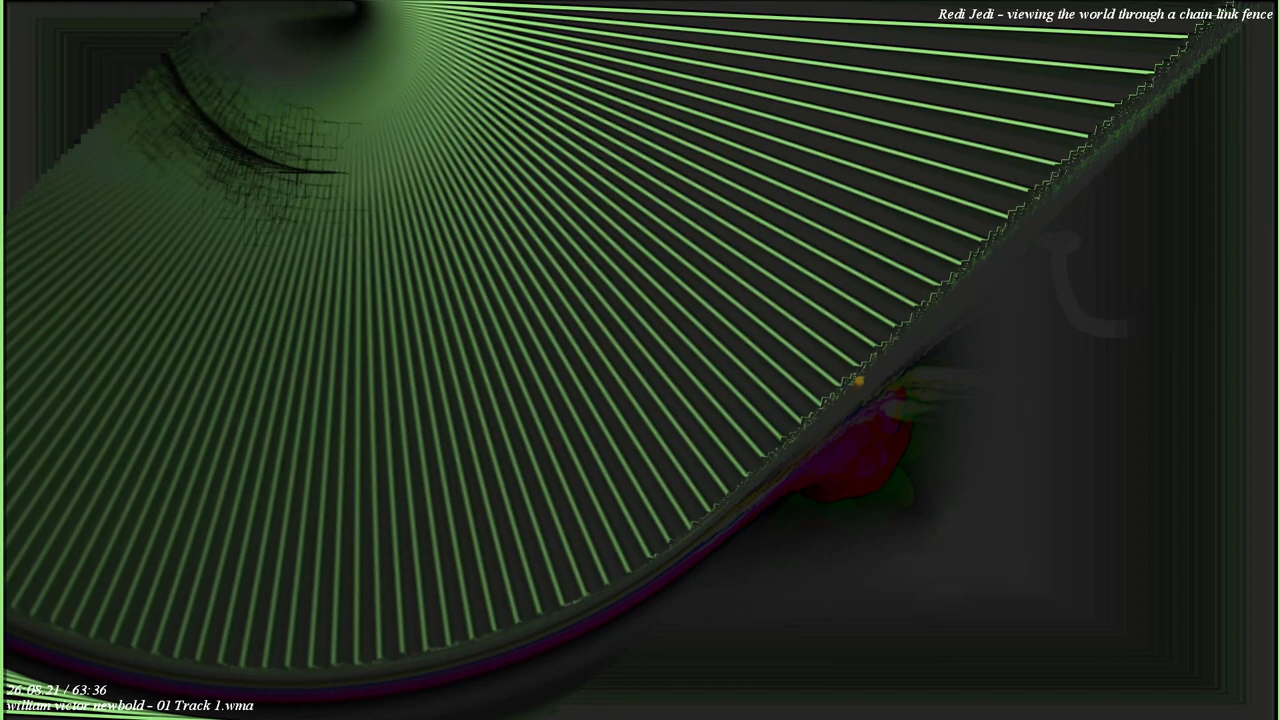 Redi Jedi - viewing the world through a chain link fence
26.08.21 / 63:36
william victor newbold - 01 Track 1.wma